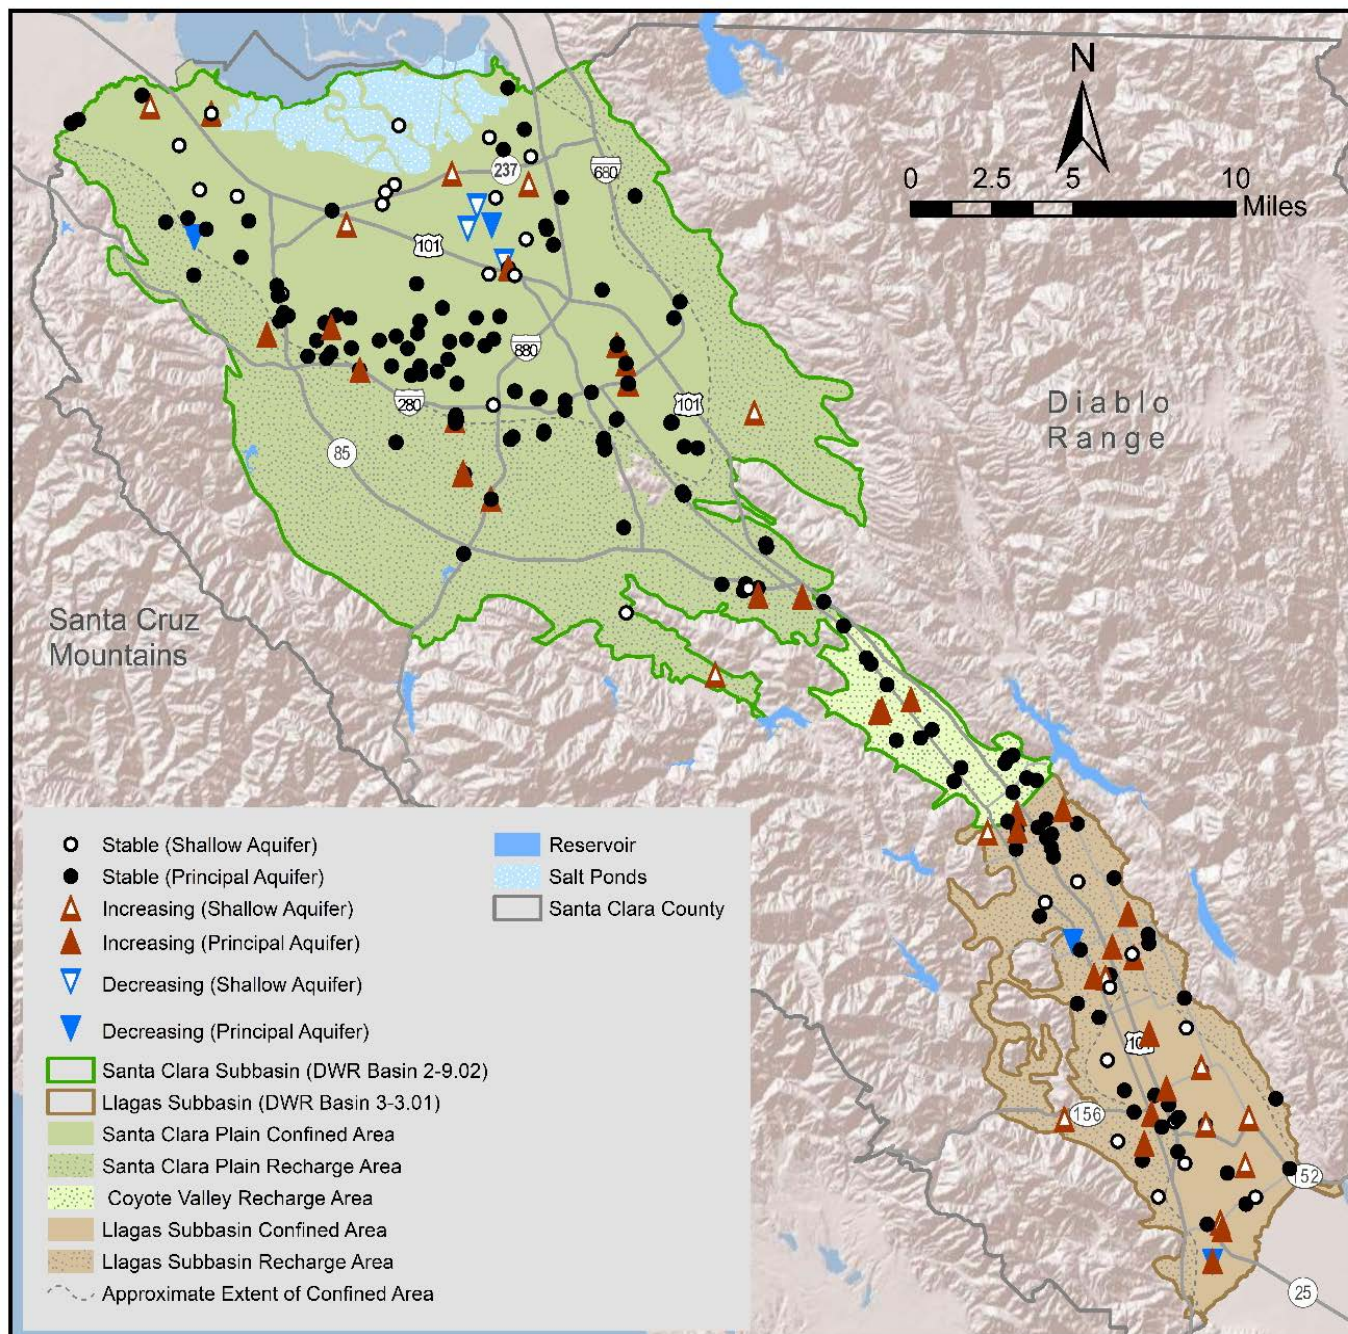 N
0 2.5 5 10
Miles
237
680
101
880
280
101
85
Diablo
Range
Santa Cruz
Mountains
101
156
152
25
Stable (Shallow Aquifer)
Stable (Principal Aquifer)
Increasing (Shallow Aquifer)
Increasing (Principal Aquifer)
Decreasing (Shallow Aquifer)
Decreasing (Principal Aquifer)
Santa Clara Subbasin (DWR Basin 2-9.02)
Llagas Subbasin (DWR Basin 3-3.01)
Santa Clara Plain Confined Area
Santa Clara Plain Recharge Area
Coyote Valley Recharge Area
Llagas Subbasin Confined Area
Llagas Subbasin Recharge Area
Approximate Extent of Confined Area
Reservoir
Salt Ponds
Santa Clara County